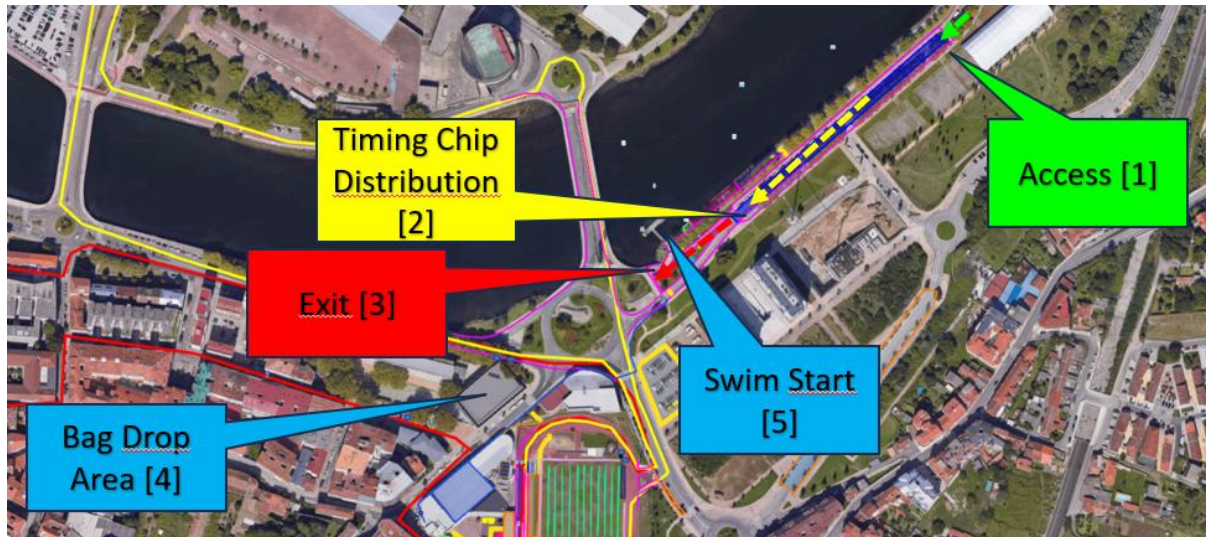 Timing Chip
Distribution
[2]
Access [1]
Exit [3]
Swim Start
[5]
Bag Drop
Area [4]